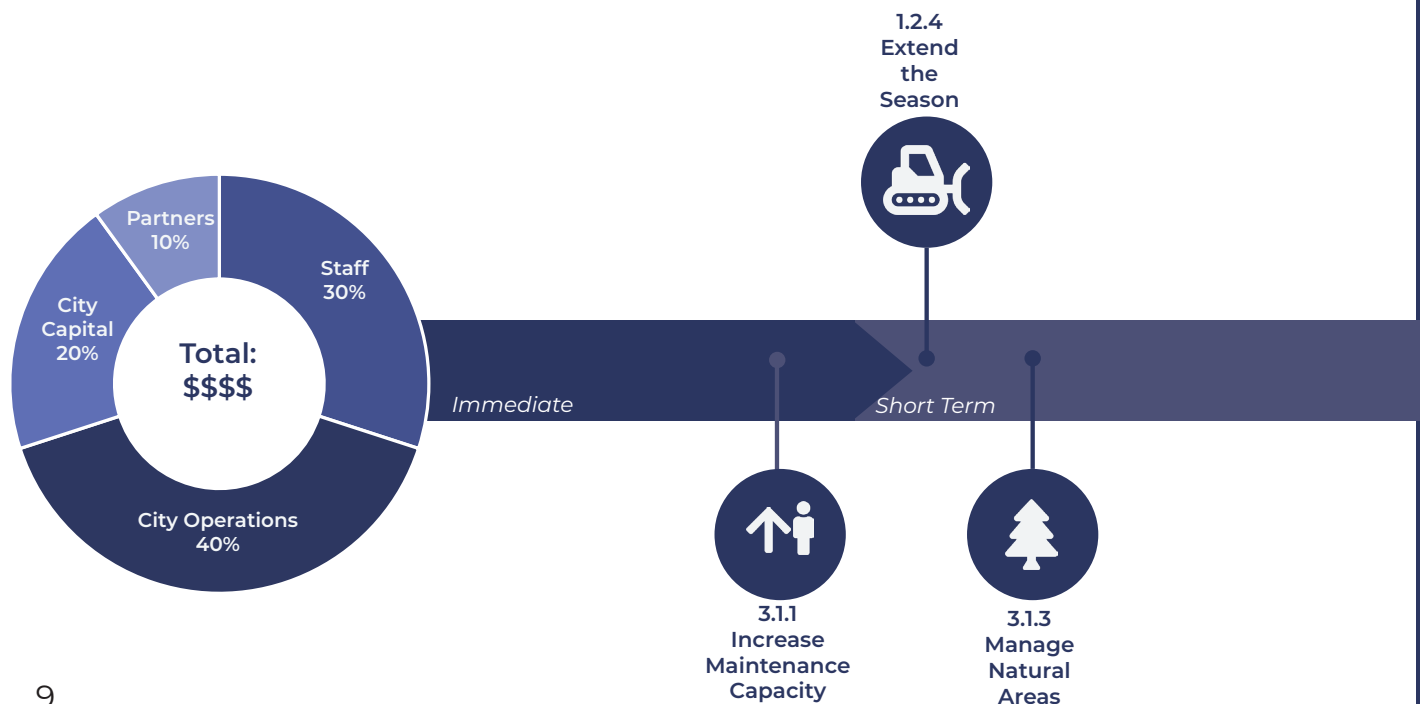 1.2.4
Extend
the
Season
Partners
10%
Staff
30%
City
Capital
20%
Total:
$$$$
City Operations
40%
Immediate
Short Term
3.1.1
Increase
Maintenance
Capacity
3.1.3
Manage
Natural
Areas
9